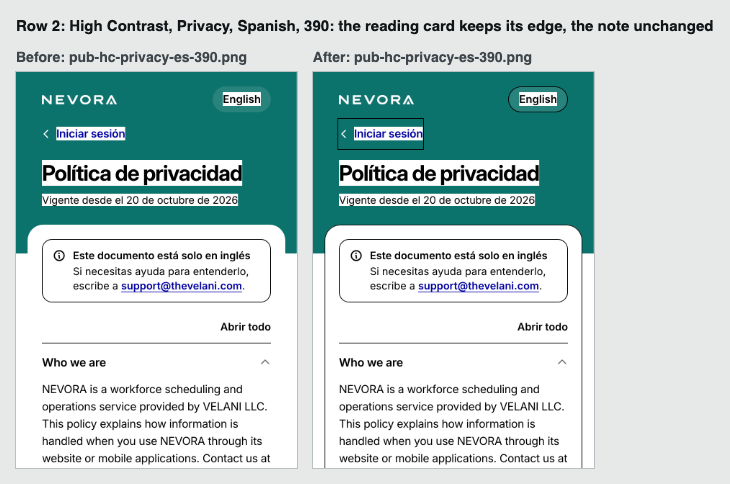 Row 2: High Contrast, Privacy, Spanish, 390: the reading card keeps its edge, the note unchanged
Before: pub-hc-privacy-es-390.png
NEVORA
English
Iniciar sesión
Política de privacidad
Vigente desde el 20 de octubre de 2026
Este documento está solo en inglés
Si necesitas ayuda para entenderlo,
escribe a support@thevelani.com.
Abrir todo
Who we are
NEVORA is a workforce scheduling and
operations service provided by VELANI LLC.
This policy explains how information is
handled when you use NEVORA through its
website or mobile applications. Contact us at
After: pub-hc-privacy-es-390.png
NEVORA
English
Iniciar sesión
Política de privacidad
Vigente desde el 20 de octubre de 2026
Este documento está solo en inglés
Si necesitas ayuda para entenderlo,
escribe a support@thevelani.com.
Abrir todo
Who we are
NEVORA is a workforce scheduling and
operations service provided by VELANI LLC.
This policy explains how information is
handled when you use NEVORA through its
website or mobile applications. Contact us at